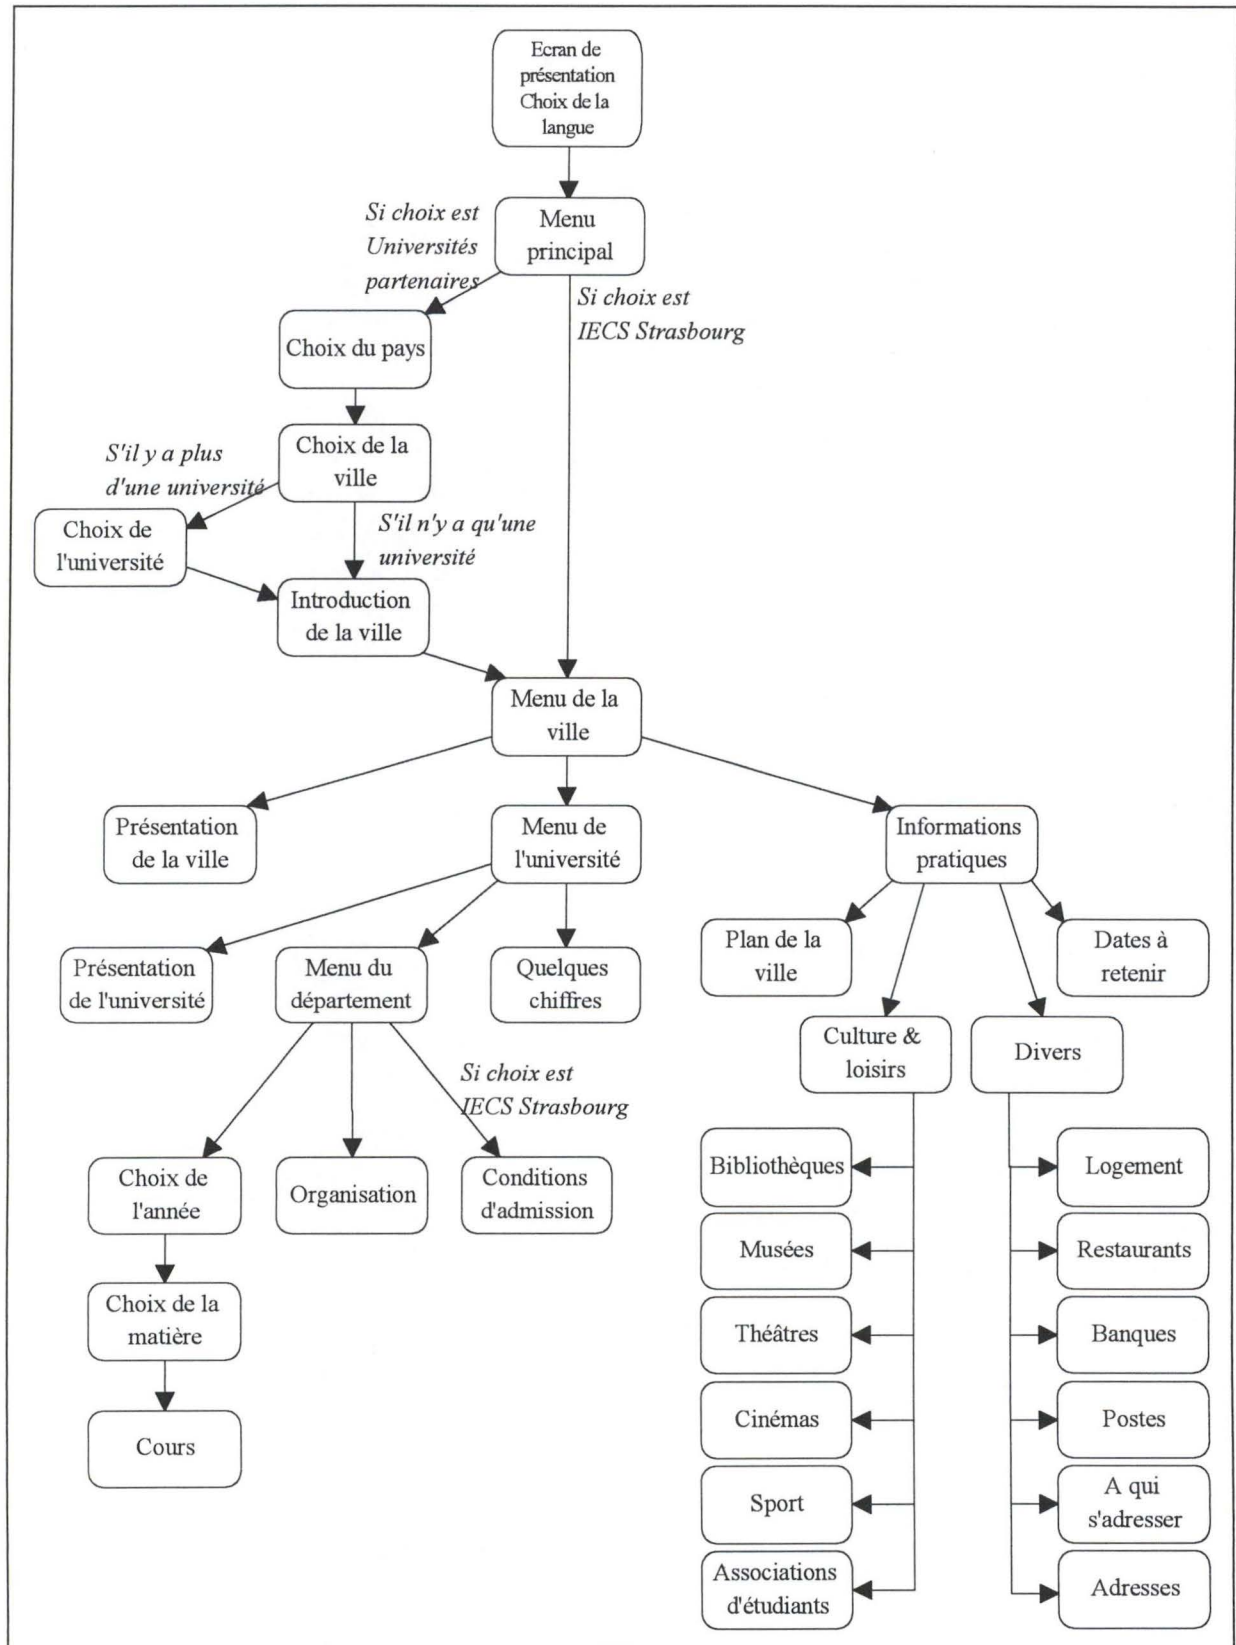 Ecran de
présentation
Choix de la
langue
Menu
principal
Si choix est
Universités
partenaires
Si choix est
IECS Strasbourg
Choix du pays
Choix de la
ville
S'il y a plus
d'une université
S'il n'y a qu'une
université
Choix de
l'université
Introduction
de la ville
Menu de la
ville
Présentation
de la ville
Menu de
l'université
Informations
pratiques
Présentation
de l'université
Menu du
département
Quelques
chiffres
Plan de la
ville
Dates à
retenir
Culture &
loisirs
Divers
Si choix est
IECS Strasbourg
Choix de
l'année
Organisation
Conditions
d'admission
Choix de la
matière
Cours
Bibliothèques
Musées
Théâtres
Cinémas
Sport
Associations
d'étudiants
Logement
Restaurants
Banques
Postes
A qui
s'adresser
Adresses